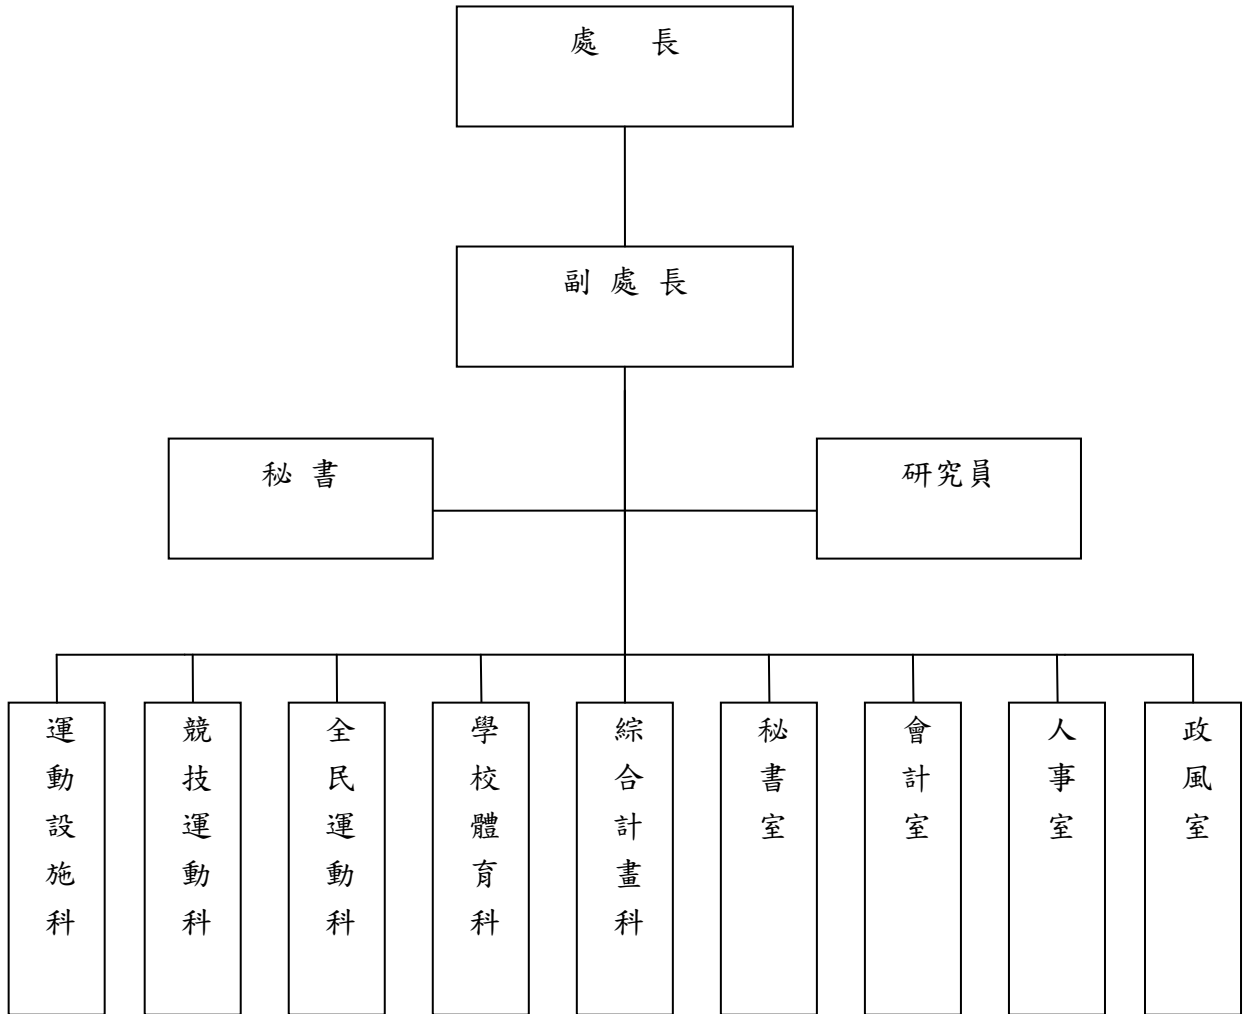 處 長
副 處 長
秘 書
研究員
運動設施科
競技運動科
全民運動科
學校體育科
綜合計畫科
秘書室
會計室
人事室
政風室